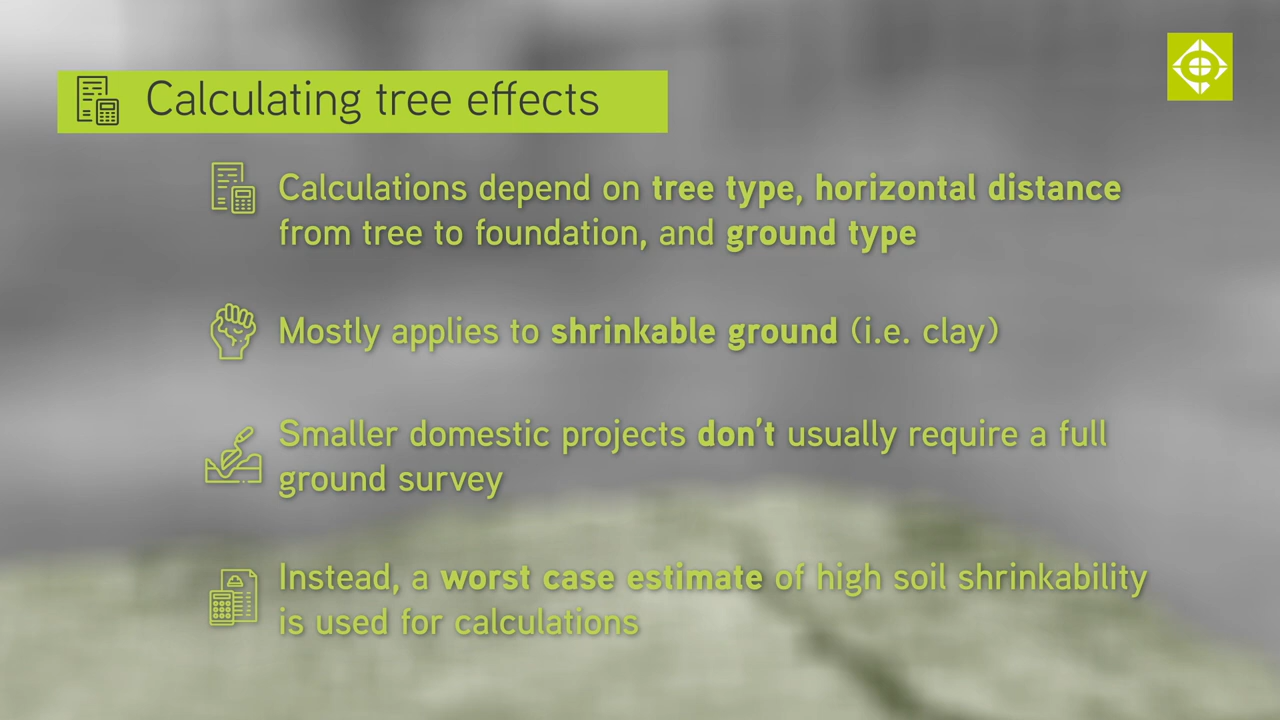 Calculating tree effects
Calculations depend on tree type, horizontal distance
from tree to foundation, and ground type
Mostly applies to shrinkable ground (i.e. clay)
Smaller domestic projects don’t usually require a full
ground survey
Instead, a worst case estimate of high soil shrinkability
is used for calculations